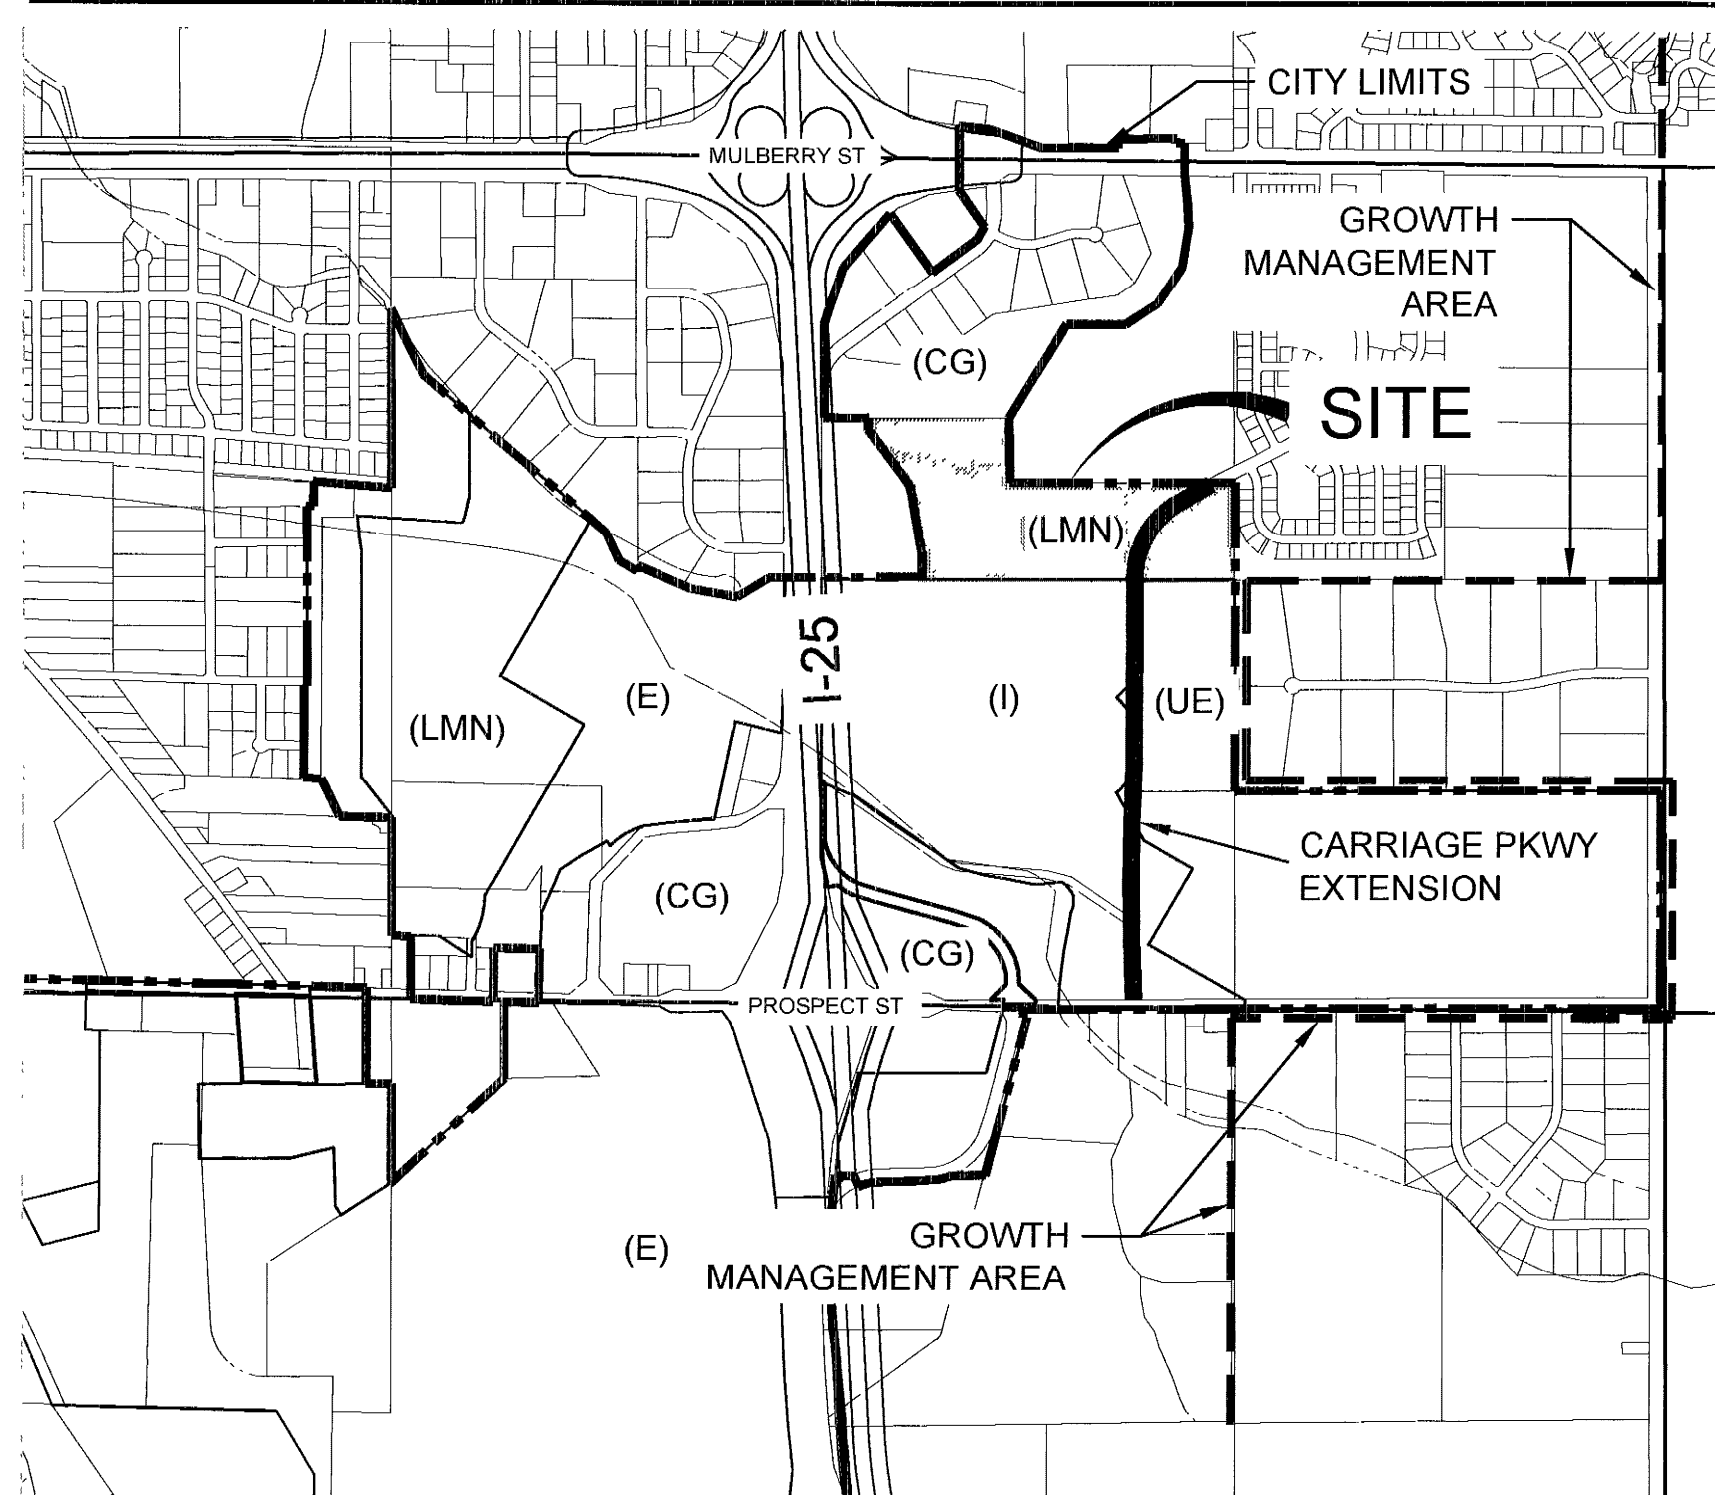 CITY LIMITS
MULBERRY ST
GROWTH
MANAGEMENT
AREA
(CG)
SITE
(LMN)
I-25
(E)
(I)
(UE)
(LMN)
CARRIAGE PKWY
EXTENSION
(CG)
(CG)
PROSPECT ST
GROWTH
MANAGEMENT AREA
(E)